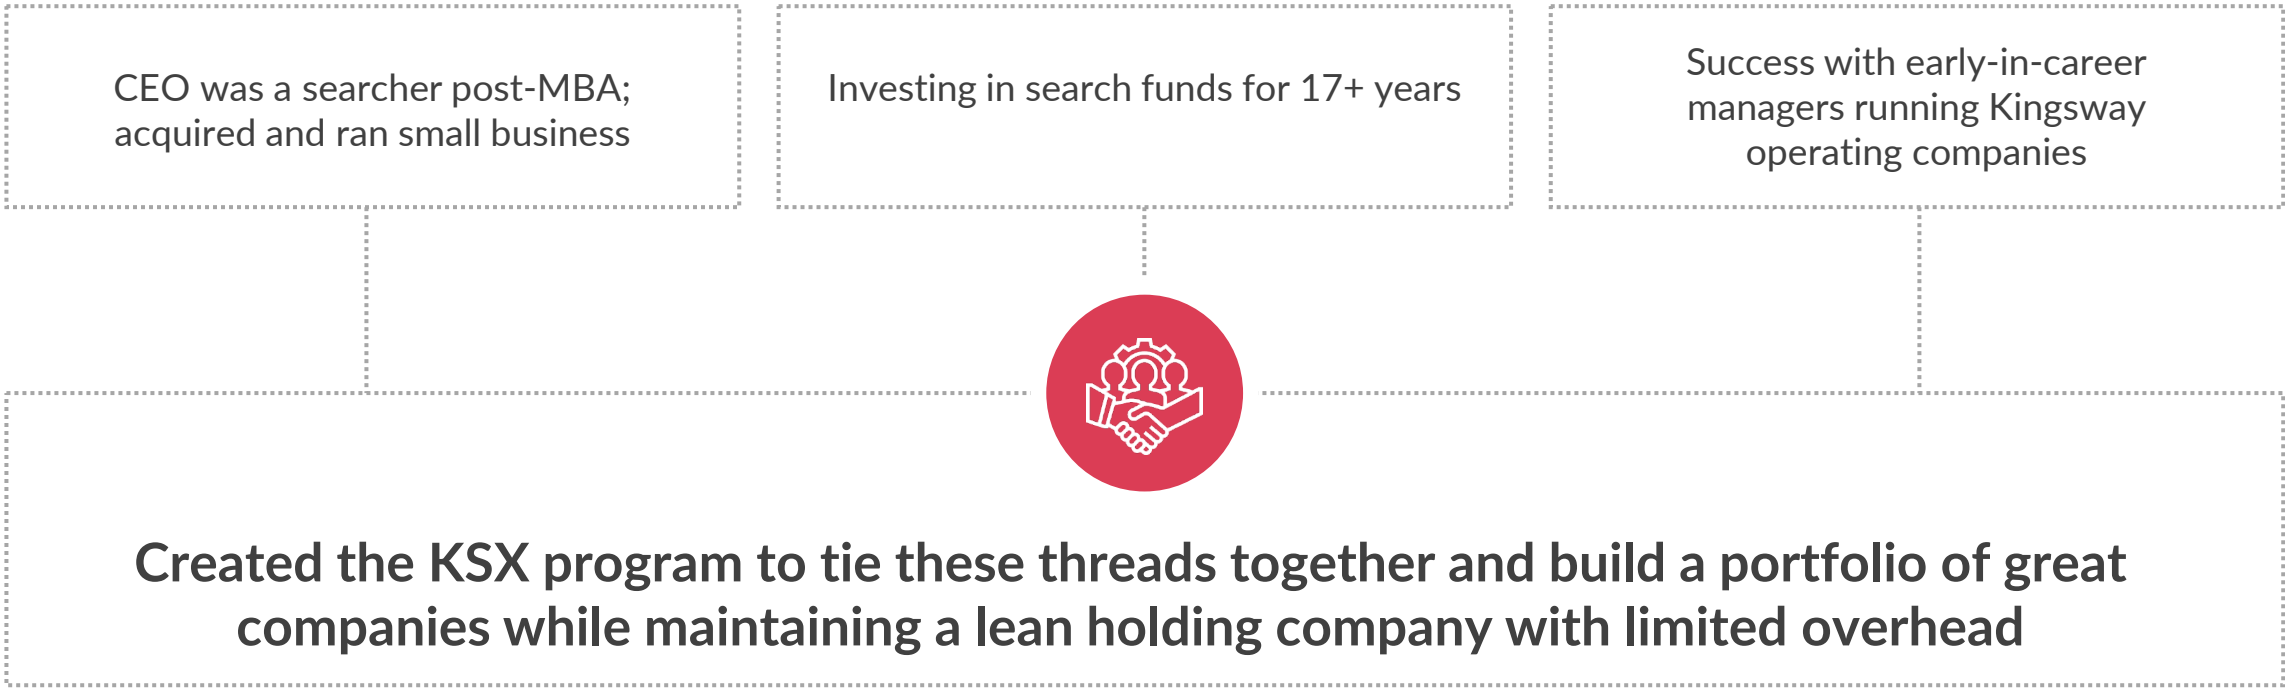 CEO was a searcher post-MBA;
acquired and ran small business
Investing in search funds for 17+ years
Success with early-in-career
managers running Kingsway
operating companies
Created the KSX program to tie these threads together and build a portfolio of great
companies while maintaining a lean holding company with limited overhead